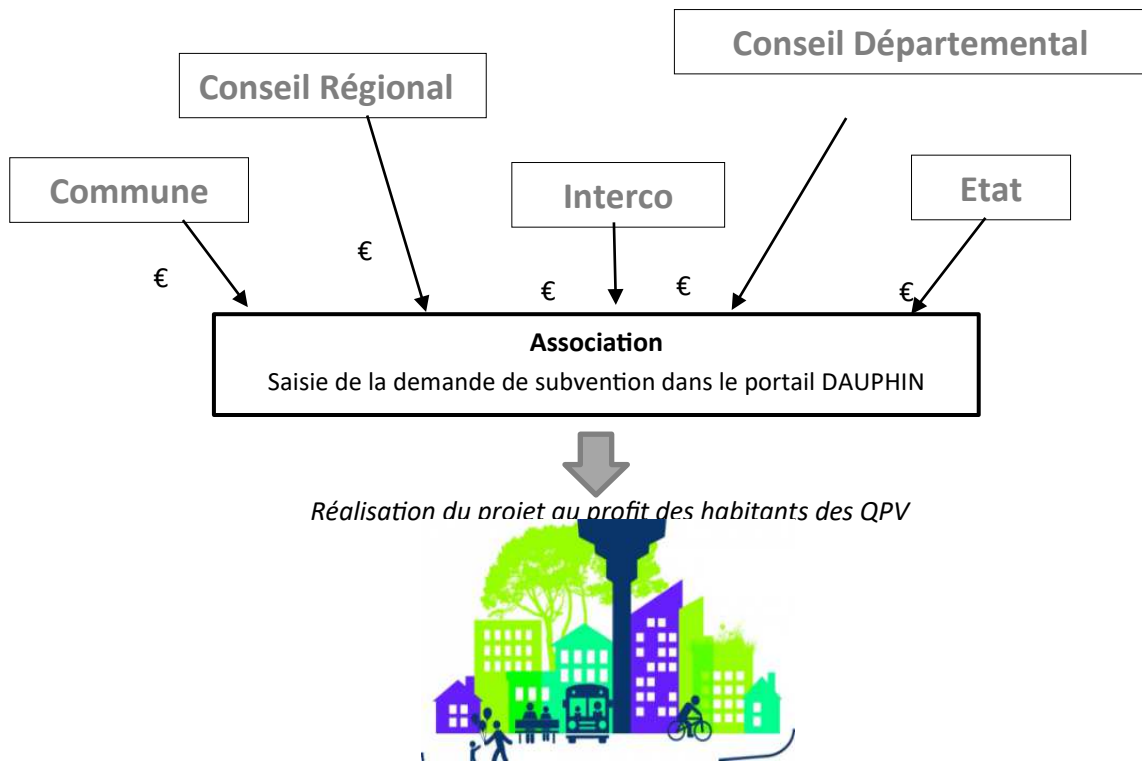 Conseil Départemental
Conseil Régional
Commune
Interco
Etat
€
€
€
€
€
Association
Saisie de la demande de subvention dans le portail DAUPHIN
Réalisation du projet au profit des habitants des QPV